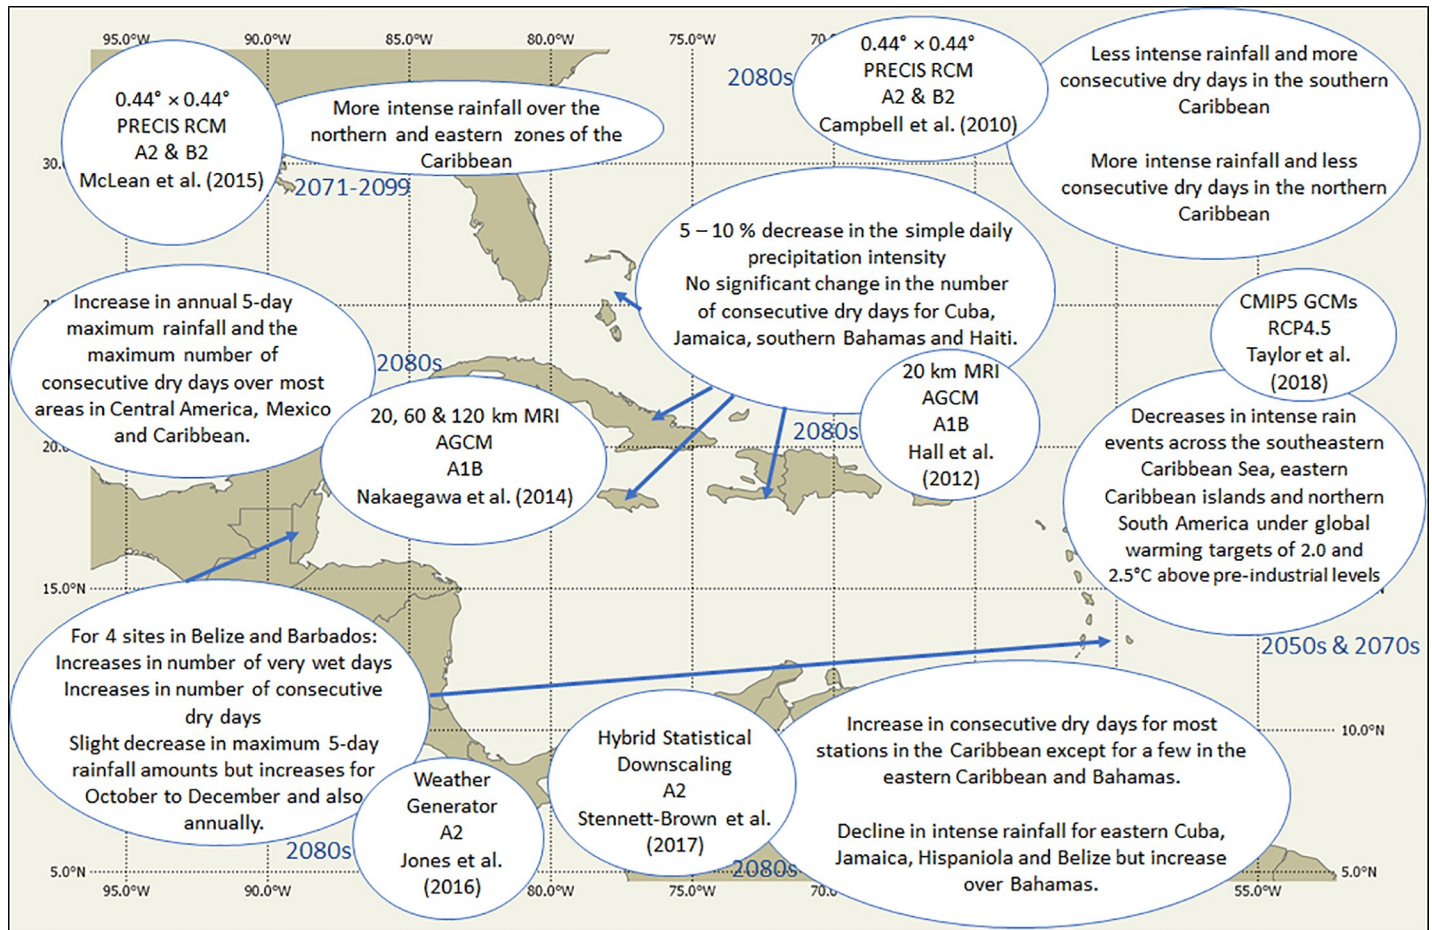 95.0°W
90.0°W
85.0°W
80.0°W
75.0°W
70.
0.44° × 0.44°
PRECIS RCM
A2 & B2
McLean et al. (2015)
More intense rainfall over the
northern and eastern zones of the
Caribbean
2071-2099
2080s
0.44° × 0.44°
PRECIS RCM
A2 & B2
Campbell et al. (2010)
Less intense rainfall and more
consecutive dry days in the southern
Caribbean
More intense rainfall and less
consecutive dry days in the northern
Caribbean
30.
5 – 10 % decrease in the simple daily
precipitation intensity
No significant change in the number
of consecutive dry days for Cuba,
Jamaica, southern Bahamas and Haiti.
20 km MRI
AGCM
A1B
Hall et al.
(2012)
2080s
CMIP5 GCMs
RCP4.5
Taylor et al.
(2018)
Decreases in intense rain
events across the southeastern
Caribbean Sea, eastern
Caribbean islands and northern
South America under global
warming targets of 2.0 and
2.5°C above pre-industrial levels
2050s & 2070s
Increase in annual 5-day
maximum rainfall and the
maximum number of
consecutive dry days over most
areas in Central America, Mexico
and Caribbean.
2080s
20, 60 & 120 km MRI
AGCM
A1B
Nakaegawa et al. (2014)
20.
15.0°N
For 4 sites in Belize and Barbados:
Increases in number of very wet days
Increases in number of consecutive
dry days
Slight decrease in maximum 5-day
rainfall amounts but increases for
October to December and also
annually.
2080s
Weather
Generator
A2
Jones et al.
(2016)
Hybrid Statistical
Downscaling
A2
Stennett-Brown et al.
(2017)
2080s
Increase in consecutive dry days for most
stations in the Caribbean except for a few in the
eastern Caribbean and Bahamas.
Decline in intense rainfall for eastern Cuba,
Jamaica, Hispaniola and Belize but increase
over Bahamas.
10.0°N
5.0°N
5.0°N
95.0°W
90.0°W
80.0°W
75.0°W
70.
55.0°W